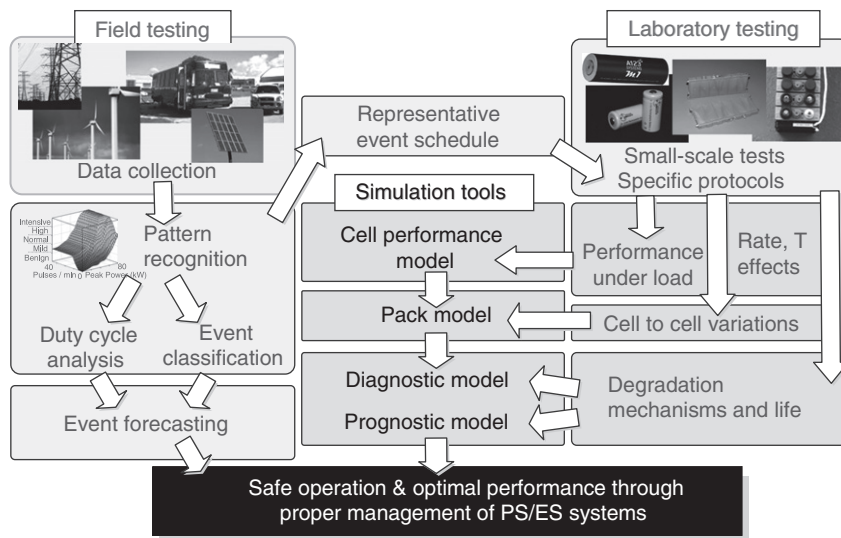 Field testing
Data collection
Intensive
High
Normal
Mild
Benign
40
80
Pulses / min 0 Peak Power (kW)
Pattern
recognition
Duty cycle
analysis
Event
classification
Event forecasting
Representative
event schedule
Simulation tools
Cell performance
model
Pack model
Diagnostic model
Prognostic model
Laboratory testing
Small-scale tests
Specific protocols
Performance
under load
Rate, T
effects
Cell to cell variations
Degradation
mechanisms and life
Safe operation & optimal performance through
proper management of PS/ES systems